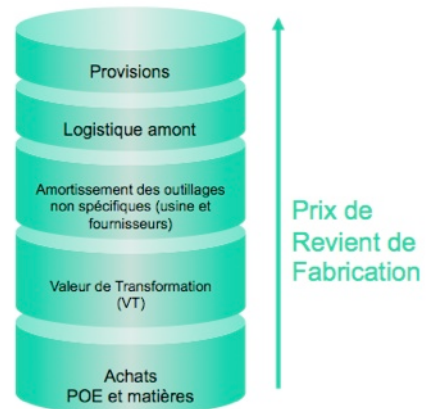 Provisions
Logistique amont
Amortissement des outillages
non spécifiques (usine et
fournisseurs)
Valeur de Transformation
(VT)
Achats
POE et matières
Prix de
Revient de
Fabrication